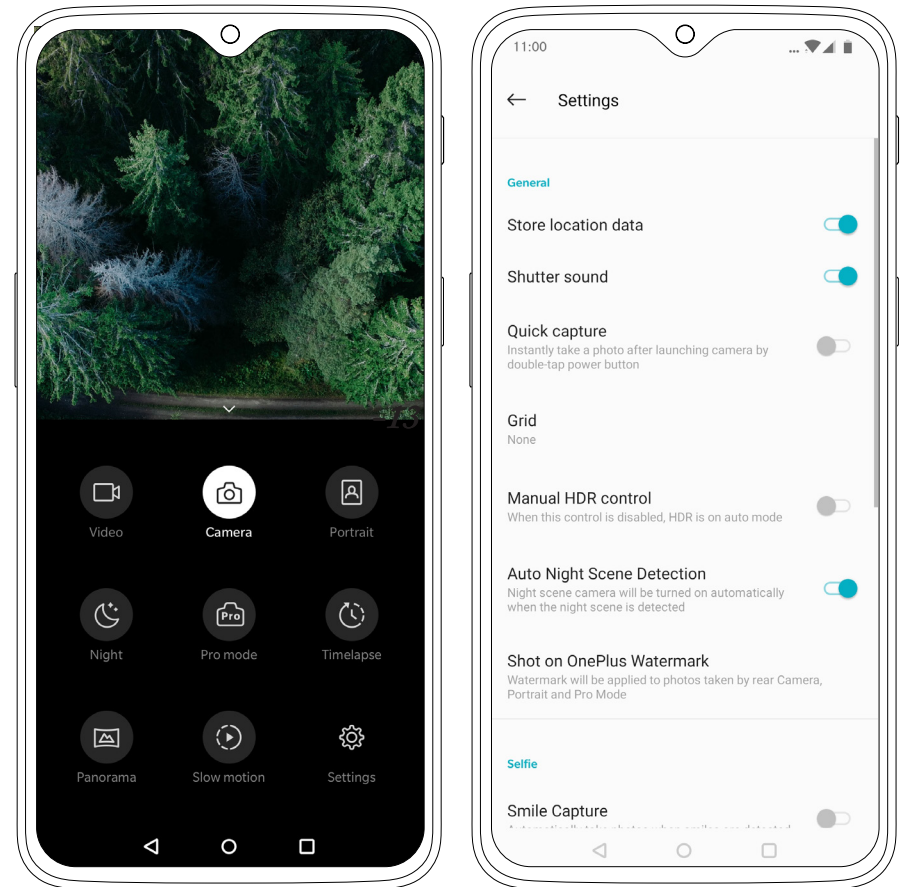 Video
Camera
Portrait
Night
Pro
Pro mode
Timelapse
Panorama
Slow motion
Settings
11:00
Settings
General
Store location data
Shutter sound
Quick capture
Instantly take a photo after launching camera by
double-tap power button
Grid
None
Manual HDR control
When this control is disabled, HDR is on auto mode
Auto Night Scene Detection
Night scene camera will be turned on automatically
when the night scene is detected
Shot on OnePlus Watermark
Watermark will be applied to photos taken by rear Camera,
Portrait and Pro Mode
Selfie
Smile Capture